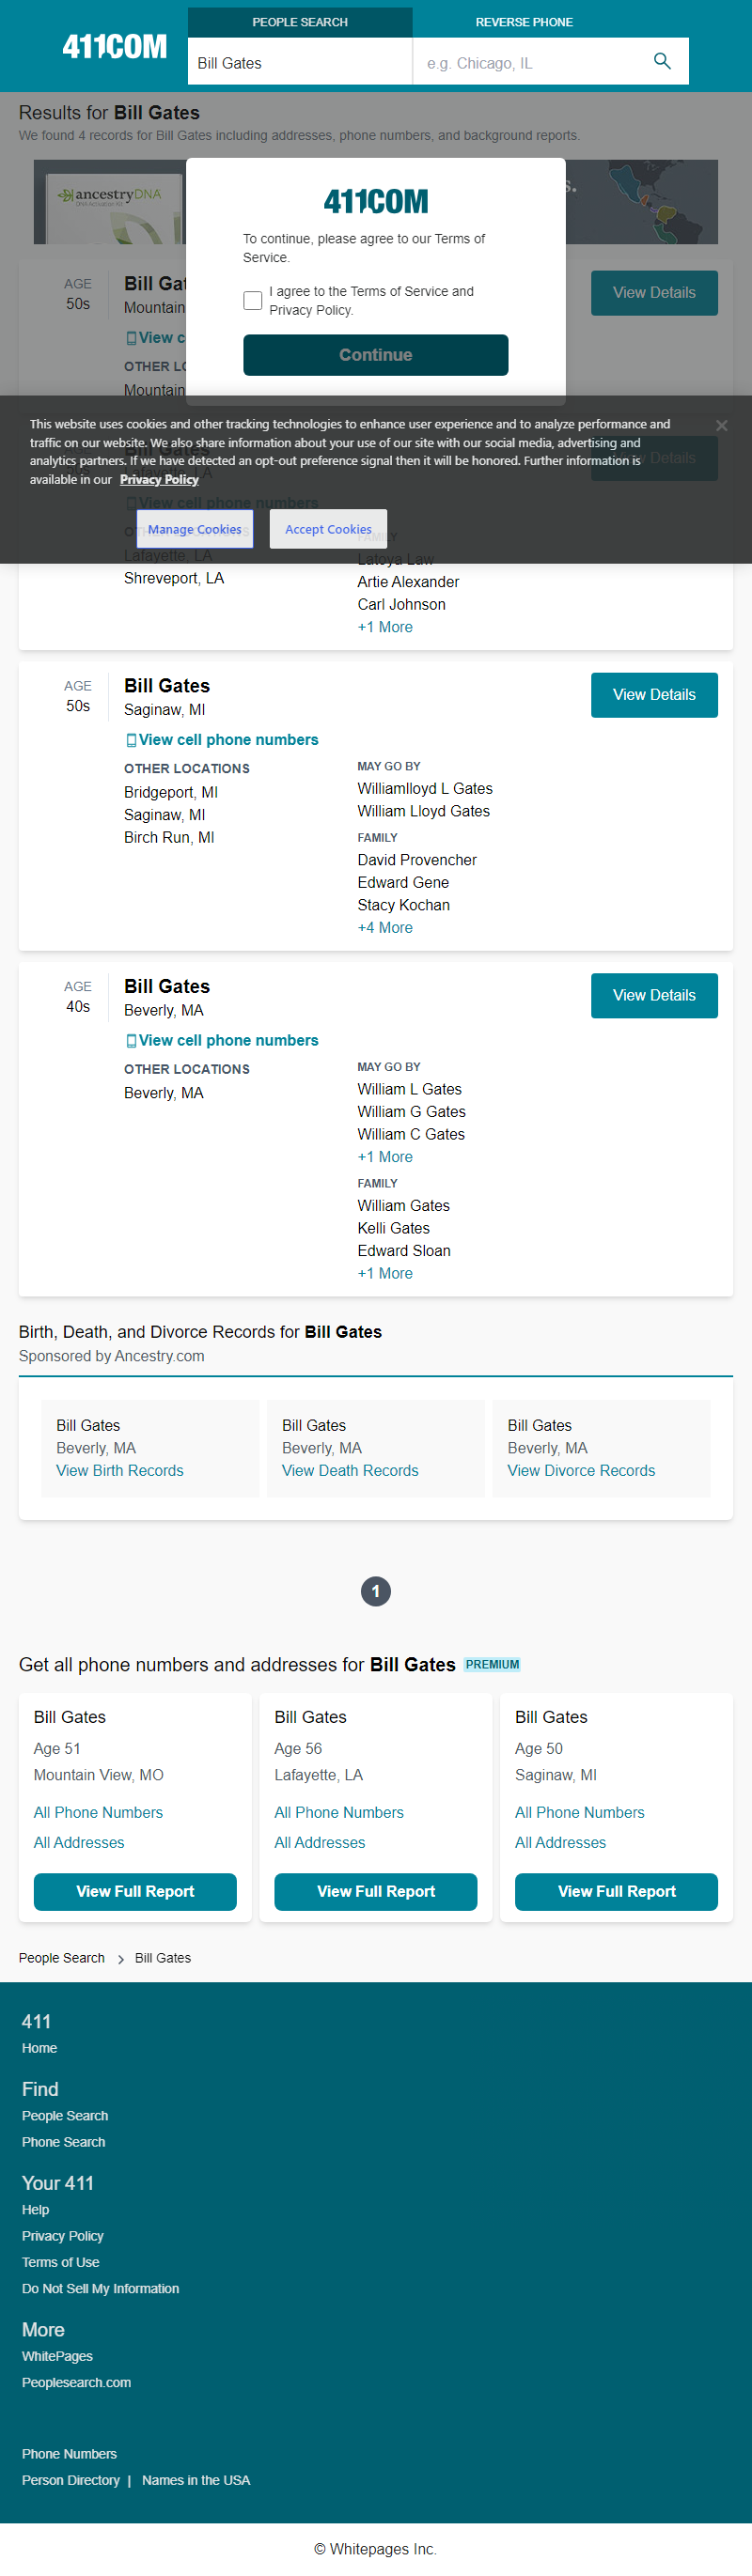 PEOPLE SEARCH
REVERSE PHONE
411COM
Bill Gates
e.g. Chicago, IL
Results for Bill Gates
We found 4 records for Bill Gates including addresses, phone numbers, and background reports.
ancestryDNA
DNA Activation Kit
s.
411COM
To continue, please agree to our Terms of
Service.
I agree to the Terms of Service and
Privacy Policy.
Continue
AGE
50s
Bill Gat
Mountain
View c
OTHER LO
Mountain
View Details
This website uses cookies and other tracking technologies to enhance user experience and to analyze performance and
traffic on our website. We also share information about your use of our site with our social media, advertising and
analytics partners. If we have detected an opt-out preference signal then it will be honored. Further information is
available in our Privacy Policy
Manage Cookies
Accept Cookies
AGE
50s
Bill Gates
Lafayette, LA
View Details
View cell phone numbers
Lafayette, LA
Shreveport, LA
FAMILY
Latoya Law
Artie Alexander
Carl Johnson
+1 More
AGE
50s
Bill Gates
Saginaw, MI
View Details
View cell phone numbers
OTHER LOCATIONS
Bridgeport, MI
Saginaw, MI
Birch Run, MI
MAY GO BY
Williamlloyd L Gates
William Lloyd Gates
FAMILY
David Provencher
Edward Gene
Stacy Kochan
+4 More
AGE
40s
Bill Gates
Beverly, MA
View Details
View cell phone numbers
OTHER LOCATIONS
Beverly, MA
MAY GO BY
William L Gates
William G Gates
William C Gates
+1 More
FAMILY
William Gates
Kelli Gates
Edward Sloan
+1 More
Birth, Death, and Divorce Records for Bill Gates
Sponsored by Ancestry.com
Bill Gates
Beverly, MA
View Birth Records
Bill Gates
Beverly, MA
View Death Records
Bill Gates
Beverly, MA
View Divorce Records
1
Get all phone numbers and addresses for Bill Gates PREMIUM
Bill Gates
Age 51
Mountain View, MO
All Phone Numbers
All Addresses
View Full Report
Bill Gates
Age 56
Lafayette, LA
All Phone Numbers
All Addresses
View Full Report
Bill Gates
Age 50
Saginaw, MI
All Phone Numbers
All Addresses
View Full Report
People Search > Bill Gates
411
Home
Find
People Search
Phone Search
Your 411
Help
Privacy Policy
Terms of Use
Do Not Sell My Information
More
WhitePages
Peoplesearch.com
Phone Numbers
Person Directory | Names in the USA
© Whitepages Inc.